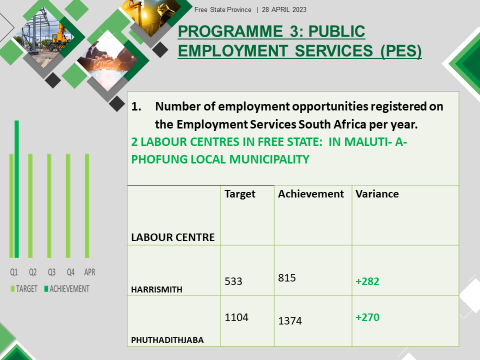 Free State Province | 28 APRIL 2023
PROGRAMME 3: PUBLIC
EMPLOYMENT SERVICES (PES)
1. Number of employment opportunities registered on
the Employment Services South Africa per year.
2 LABOUR CENTRES IN FREE STATE: IN MALUTI- A-
PHOFUNG LOCAL MUNICIPALITY
Target Achievement Variance
LABOUR CENTRE
HARRISMITH 533 815 +282
PHUTHADITHJABA 1104 1374 +270
Q1 Q2 Q3 Q4 APR
TARGET ACHIEVEMENT